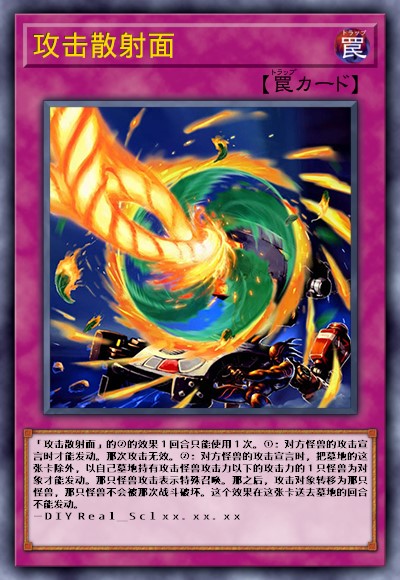 攻击散射面
トラップ
罠
【罠カード】
トラップ
「攻击散射面」的②的效果１回合只能使用１次。①：对方怪兽的攻击宣
言时才能发动。那次攻击无效。②：对方怪兽的攻击宣言时，把墓地的这
张卡除外，以自己墓地持有攻击怪兽攻击力以下的攻击力的１只怪兽为对
象才能发动。那只怪兽攻击表示特殊召唤。那之后，攻击对象转移为那只
怪兽，那只怪兽不会被那次战斗破坏。这个效果在这张卡送去墓地的回合
不能发动。
－ＤＩＹＲｅａｌ＿Ｓｃｌｘｘ．ｘｘ．ｘｘ